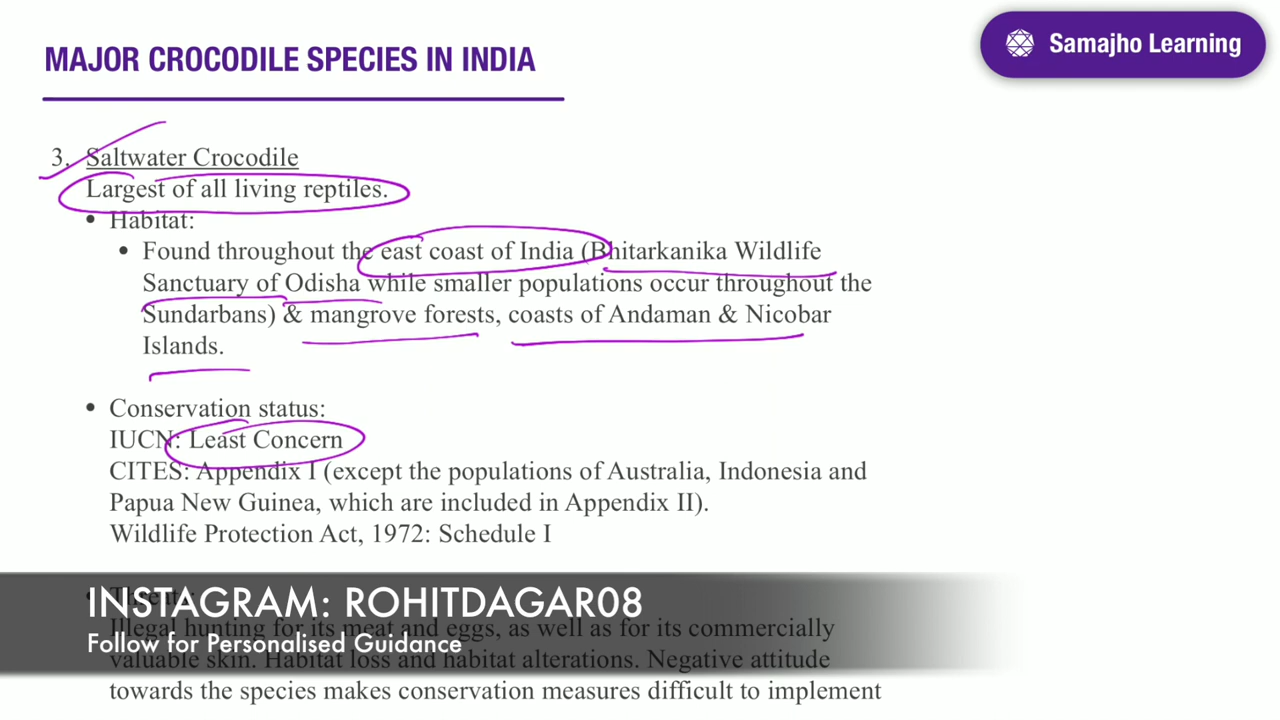 MAJOR CROCODILE SPECIES IN INDIA
Samajho Learning
3. Saltwater Crocodile
Largest of all living reptiles.
• Habitat:
• Found throughout the east coast of India (Bhitarkanika Wildlife
Sanctuary of Odisha while smaller populations occur throughout the
Sundarbans) & mangrove forests, coasts of Andaman & Nicobar
Islands.
• Conservation status:
IUCN: Least Concern
CITES: Appendix I (except the populations of Australia, Indonesia and
Papua New Guinea, which are included in Appendix II).
Wildlife Protection Act, 1972: Schedule I
INSTAGRAM: ROHITDAGAR08
Illegal hunting for its meat and eggs, as well as for its commercially
Follow for Personalised Guidance
valuable skin. Habitat loss and habitat alterations. Negative attitude
towards the species makes conservation measures difficult to implement